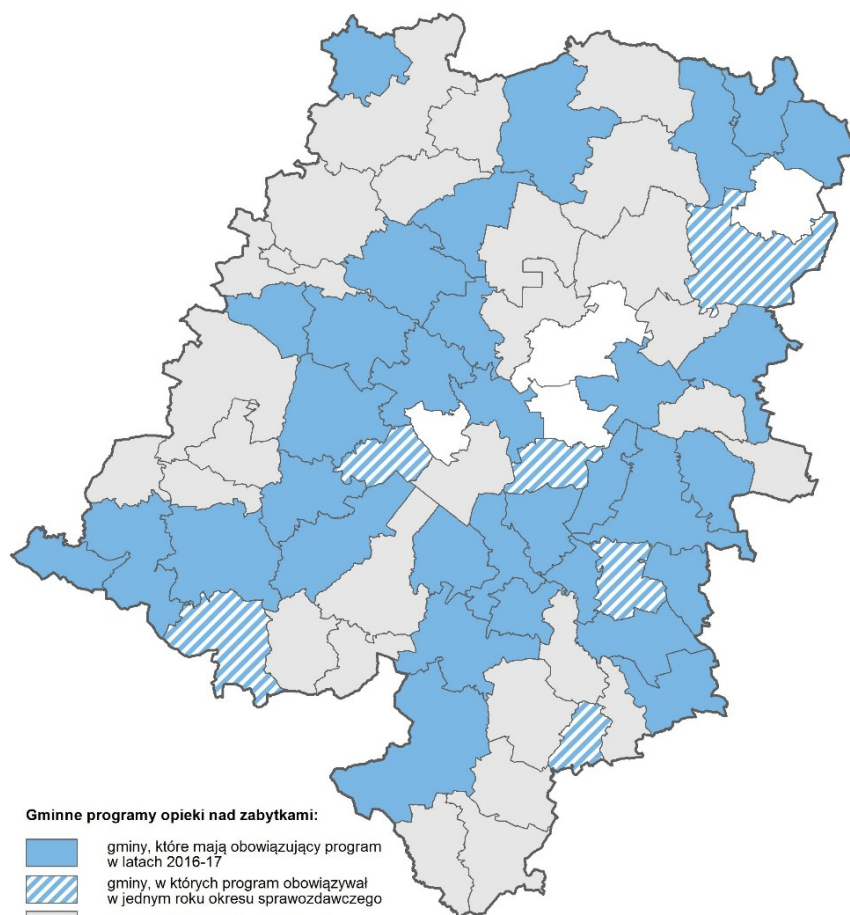 Gminne programy opieki nad zabytkami:
gminy, które mają obowiązujący program
w latach 2016-17
gminy, w których program obowiązywał
w jednym roku okresu sprawozdawczego